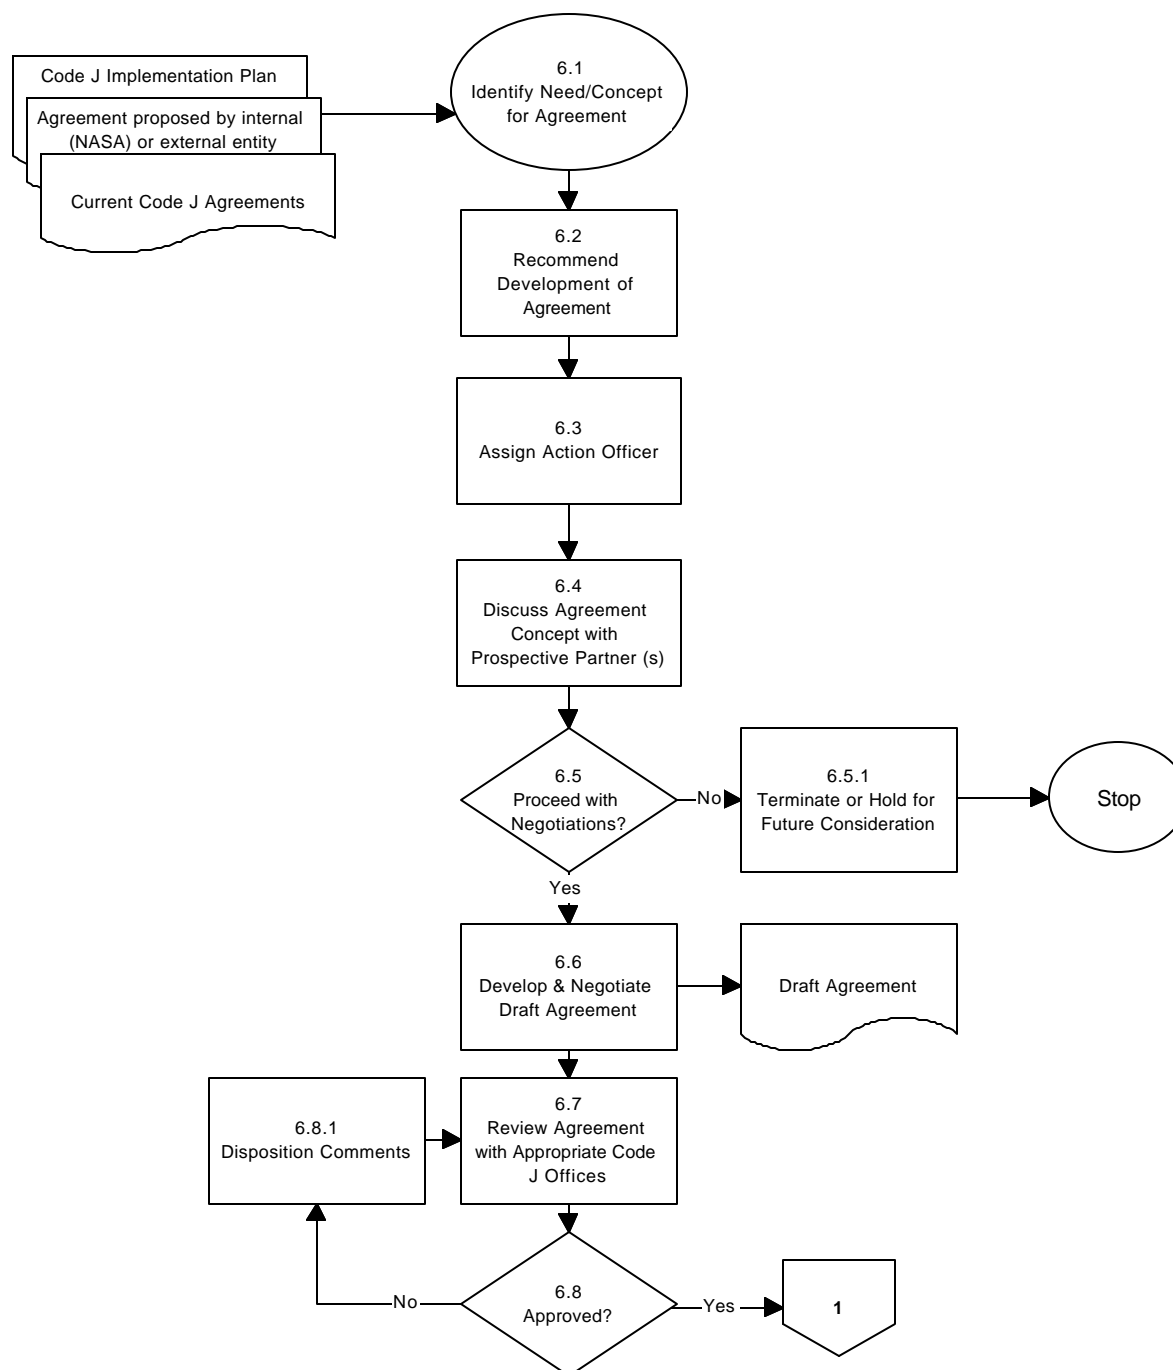 Code J Implementation Plan
Agreement proposed by internal
(NASA) or external entity
Current Code J Agreements
6.1
Identify Need/Concept
for Agreement
6.2
Recommend
Development of
Agreement
6.3
Assign Action Officer
6.4
Discuss Agreement
Concept with
Prospective Partner (s)
6.5
Proceed with
Negotiations?
No
6.5.1
Terminate or Hold for
Future Consideration
Stop
Yes
6.6
Develop & Negotiate
Draft Agreement
Draft Agreement
6.8.1
Disposition Comments
6.7
Review Agreement
with Appropriate Code
J Offices
No
6.8
Approved?
Yes
1